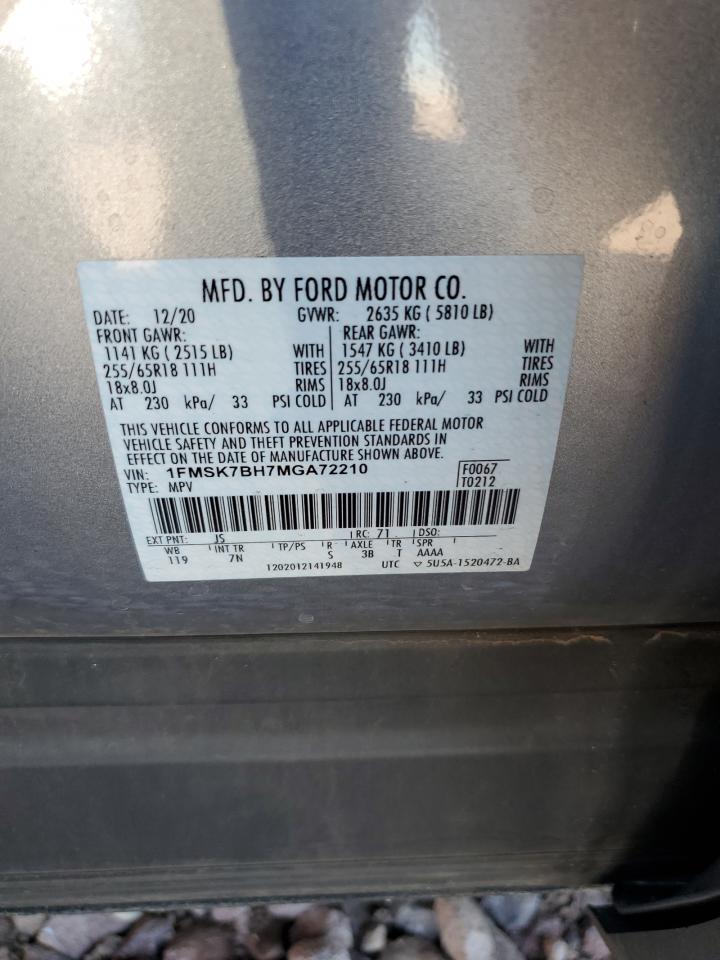 MFD. BY FORD MOTOR CO.
DATE: 12/20 GVWR: 2635 KG ( 5810 LB)
FRONT GAWR: REAR GAWR:
1141 KG ( 2515 LB) WITH 1547 KG ( 3410 LB) WITH
255/65R18 111H TIRES 255/65R18 111H TIRES
18x8.0J RIMS 18x8.0J RIMS
AT 230 kPa/ 33 PSI COLD AT 230 kPa/ 33 PSI COLD
THIS VEHICLE CONFORMS TO ALL APPLICABLE FEDERAL MOTOR
VEHICLE SAFETY AND THEFT PREVENTION STANDARDS IN
EFFECT ON THE DATE OF MANUFACTURE SHOWN ABOVE.
VIN: 1FMSK7BH7MGA72210 F0067
TYPE: MPV T0212
EXT PNT: JS RC: 71 DSO:
WB INT TR TP/PS R AXLE TR SPR
119 7N S 3B T AAAA
1202012141948 UTC ▽ 5U5A-1520472-BA